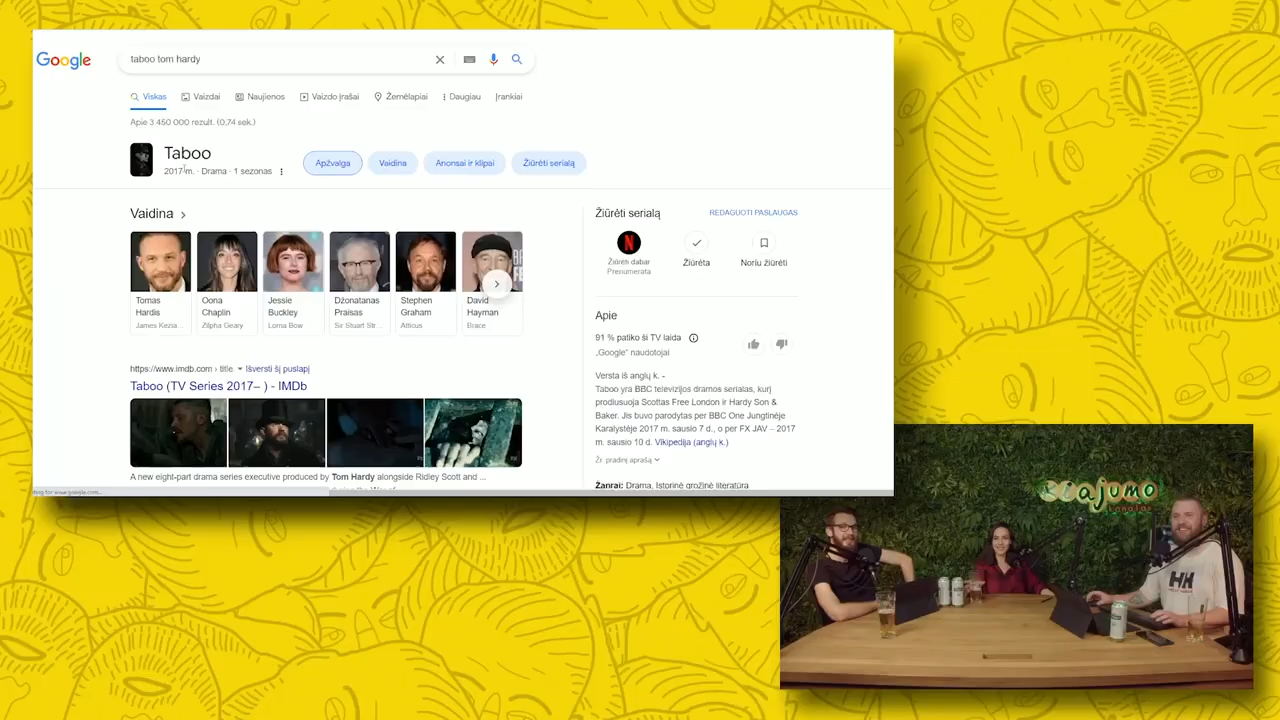 Google
taboo tom hardy
Viskas
Vaizdai
Naujienos
Vaizdo įrašai
Žemėlapiai
Daugiau
Įrankiai
Apie 3 450 000 rezult. (0,74 sek.)
Taboo
2017 m. · Drama · 1 sezonas
Apžvalga
Vaidina
Anonsai ir klipai
Žiūrėti serialą
Vaidina
Tomas Hardis
James Kezia...
Oona Chaplin
Zilpha Geary
Jessie Buckley
Lorna Bow
Džonatanas Praisas
Sir Stuart Str...
Stephen Graham
Atticus
David Hayman
Brace
https://www.imdb.com › title
Išversti šį puslapį
Taboo (TV Series 2017– ) - IMDb
A new eight-part drama series executive produced by Tom Hardy alongside Ridley Scott and ...
Žiūrėti serialą
REDAGUOTI PASLAUGAS
N
Žiūrėti dabar
Prenumerata
Žiūrėta
Noriu žiūrėti
Apie
91 % patiko ši TV laida
„Google“ naudotojai
Versta iš anglų k. -
Taboo yra BBC televizijos dramos serialas, kurį
prodiusuoja Scottas Free London ir Hardy Son &
Baker. Jis buvo parodytas per BBC One Jungtinėje
Karalystėje 2017 m. sausio 7 d., o per FX JAV – 2017
m. sausio 10 d. Vikipedija (anglų k.)
Žr. pradinį aprašą
Žanrai: Drama, Istorinė grožinė literatūra
HH